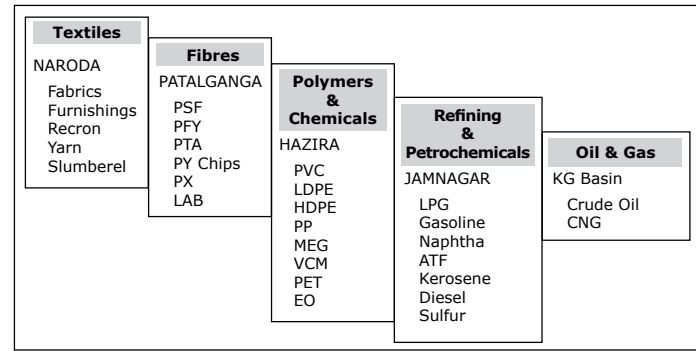 Textiles
NARODA
Fabrics
Furnishings
Recron
Yarn
Slumberel
Fibres
PATALGANGA
PSF
PFY
PTA
PY Chips
PX
LAB
Polymers
&
Chemicals
HAZIRA
PVC
LDPE
HDPE
PP
MEG
VCM
PET
EO
Refining
&
Petrochemicals
JAMNAGAR
LPG
Gasoline
Naphtha
ATF
Kerosene
Diesel
Sulfur
Oil & Gas
KG Basin
Crude Oil
CNG